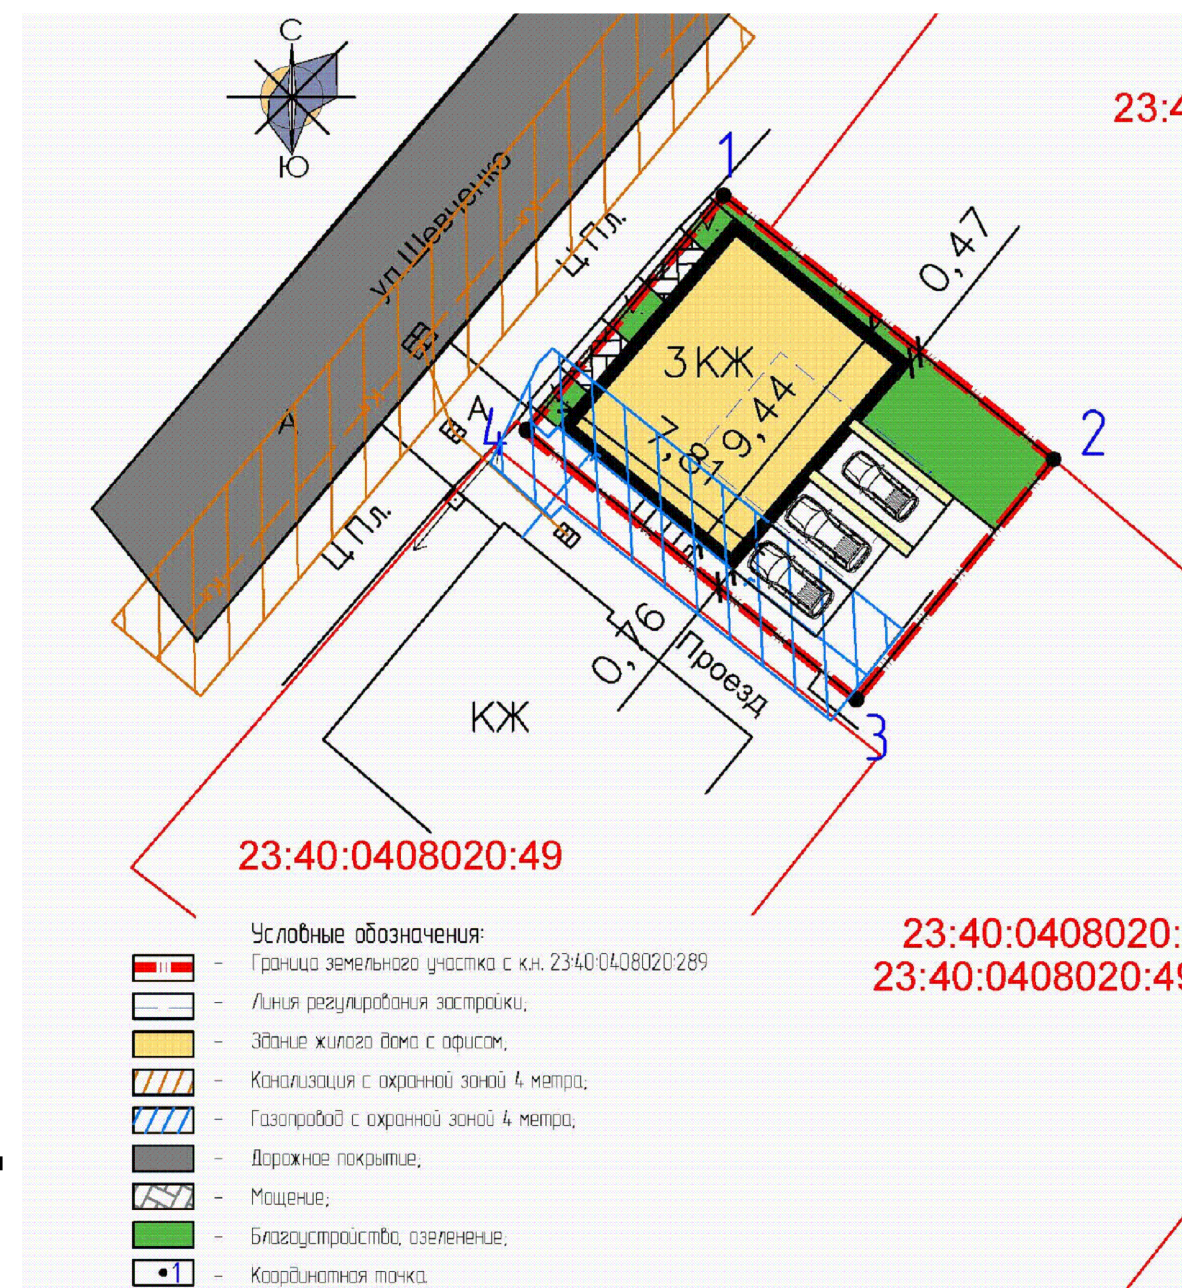 С
Ю
23:4
1
0,47
ул Шевченко
Ц.Пл.
3КЖ
2
9,44
7,81
А
4
Ц.Пл.
0,76
Проезд
3
КЖ
23:40:0408020:49
23:40:0408020:
23:40:0408020:49
Условные обозначения:
– Граница земельного участка с к.н. 23:40:0408020:289
– Линия регулирования застройки;
– Здание жилого дома с офисом;
– Канализация с охранной зоной 4 метра;
– Газопровод с охранной зоной 4 метра;
– Дорожное покрытие;
– Мощение;
– Благоустройство, озеленение;
1 – Координатная точка.